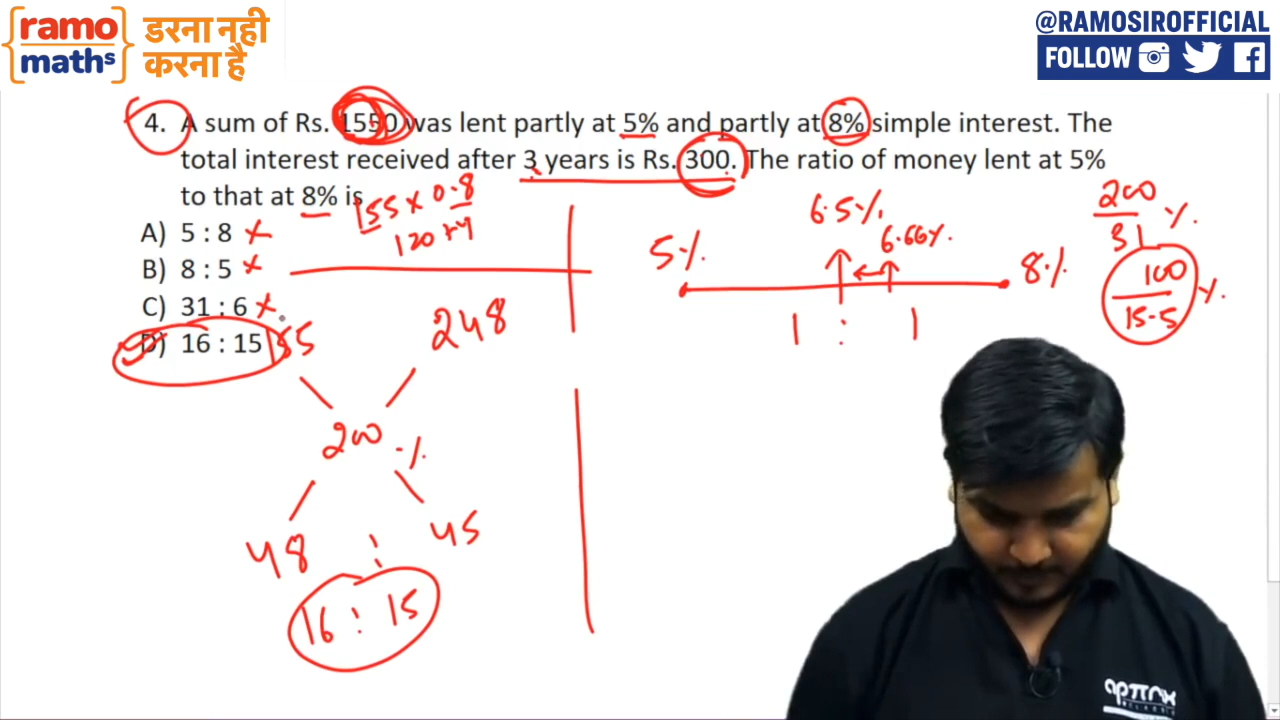 ramo
maths
डरना नही
करना है
@RAMOSIROFFICIAL
FOLLOW
4. A sum of Rs. 1550 was lent partly at 5% and partly at 8% simple interest. The
total interest received after 3 years is Rs. 300. The ratio of money lent at 5%
to that at 8% is
A) 5 : 8
B) 8 : 5
C) 31 : 6
D) 16 : 15
155 x 0.8
120 + 4
155
248
200 %
48 : 45
16 : 15
5%
6.5%
6.66%
8%
1 : 1
200
31
%
100
15.5
%
apttrix
CLASSES